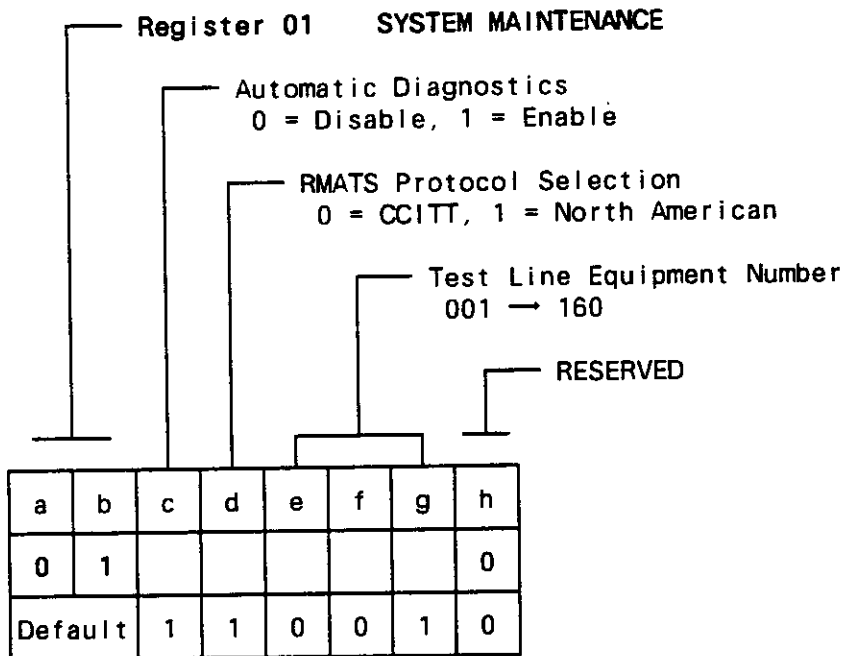 Register 01 SYSTEM MAINTENANCE
Automatic Diagnostics
0 = Disable, 1 = Enable
RMATS Protocol Selection
0 = CCITT, 1 = North American
Test Line Equipment Number
001 → 160
RESERVED
a b c d e f g h
0 1 0
Default 1 1 0 0 1 0